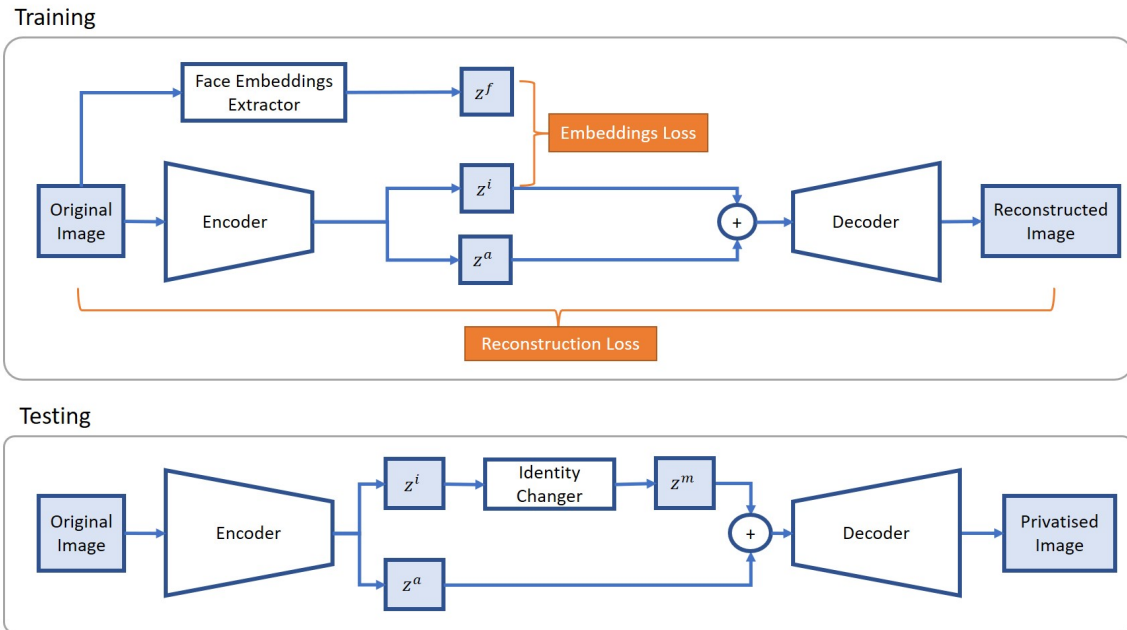 Training
Face Embeddings
Extractor
z^f
Embeddings Loss
Original
Image
Encoder
z^i
z^a
+
Decoder
Reconstructed
Image
Reconstruction Loss
Testing
Original
Image
Encoder
z^i
Identity
Changer
z^m
z^a
+
Decoder
Privatised
Image